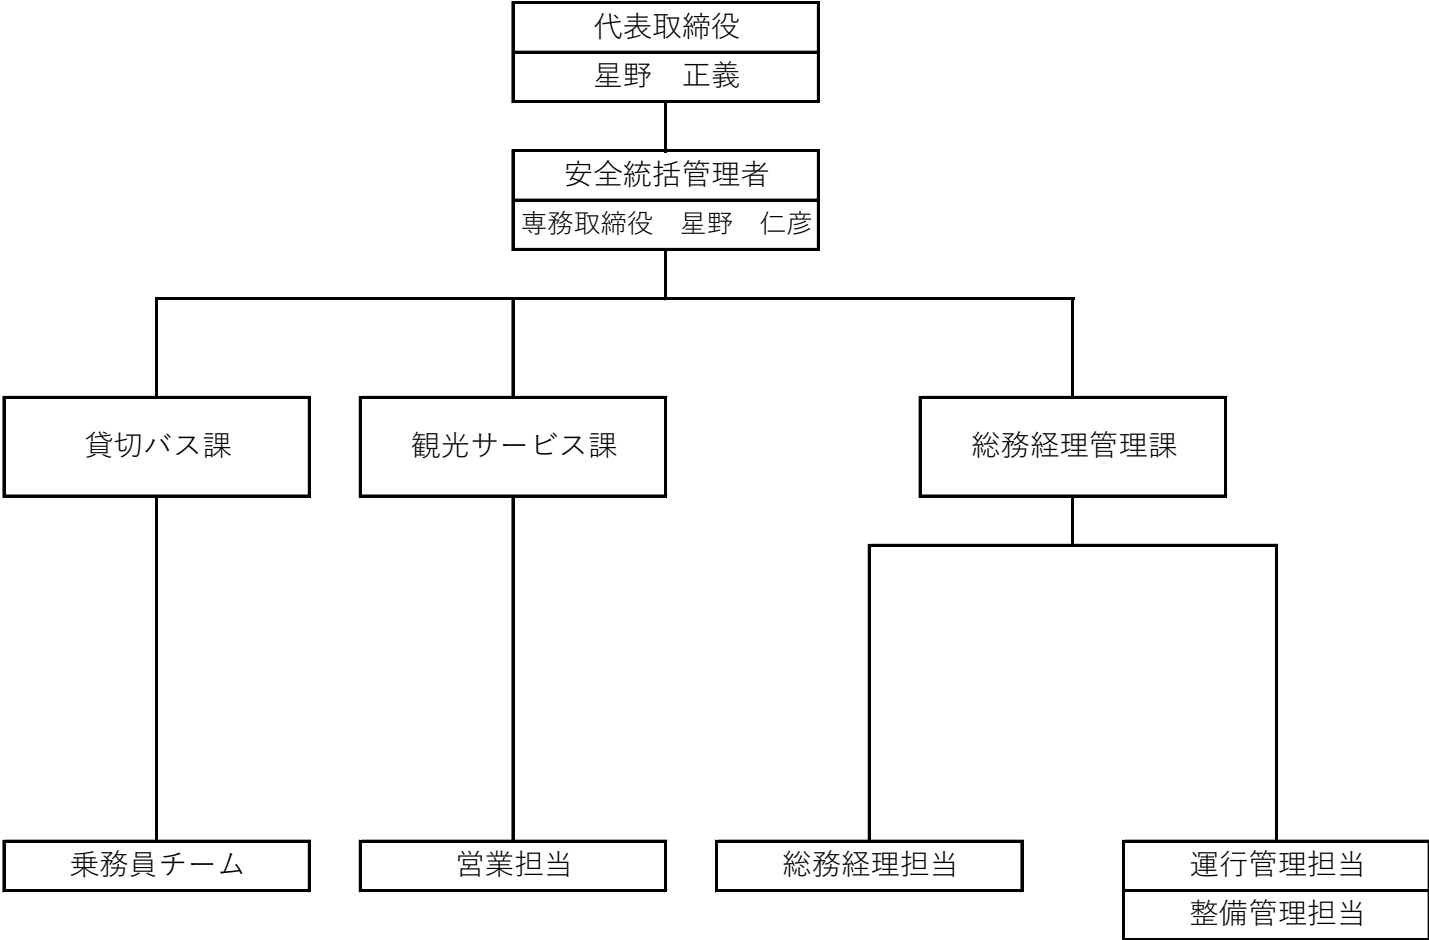 代表取締役
星野　正義
安全統括管理者
専務取締役　星野　仁彦
貸切バス課
観光サービス課
総務経理管理課
乗務員チーム
営業担当
総務経理担当
運行管理担当
整備管理担当